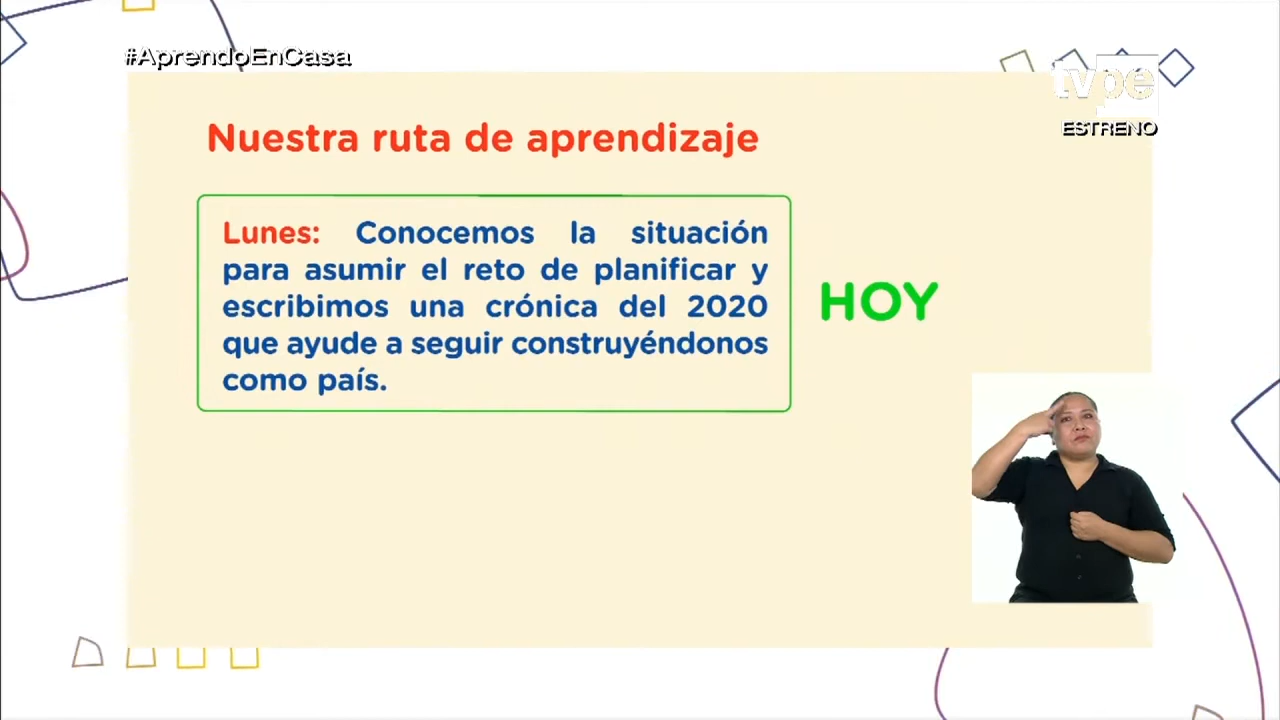 #AprendoEnCasa
tvpe
ESTRENO
Nuestra ruta de aprendizaje
Lunes: Conocemos la situación
para asumir el reto de planificar y
escribimos una crónica del 2020
que ayude a seguir construyéndonos
como país.
HOY